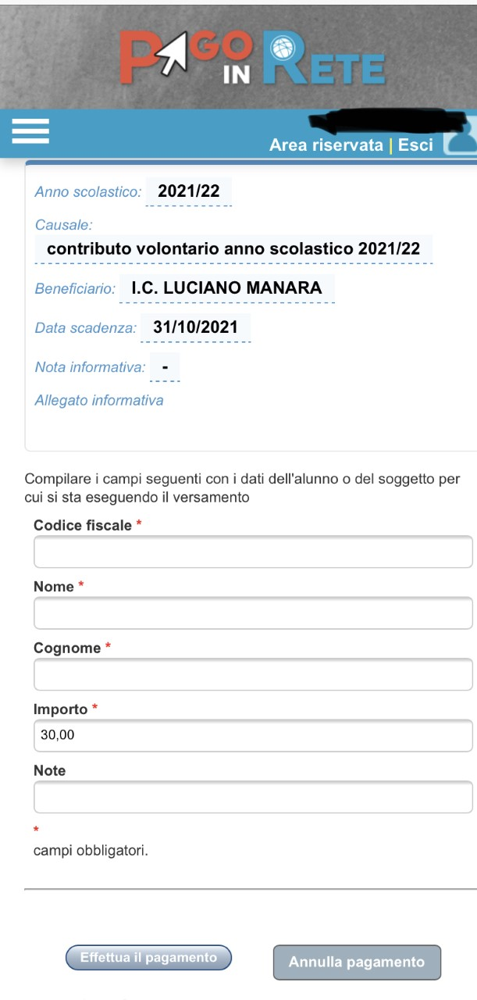 PAGO IN RETE
Area riservata | Esci
Anno scolastico: 2021/22
Causale:
contributo volontario anno scolastico 2021/22
Beneficiario: I.C. LUCIANO MANARA
Data scadenza: 31/10/2021
Nota informativa: -
Allegato informativa
Compilare i campi seguenti con i dati dell'alunno o del soggetto per
cui si sta eseguendo il versamento
Codice fiscale *
Nome *
Cognome *
Importo *
30,00
Note
*
campi obbligatori.
Effettua il pagamento Annulla pagamento